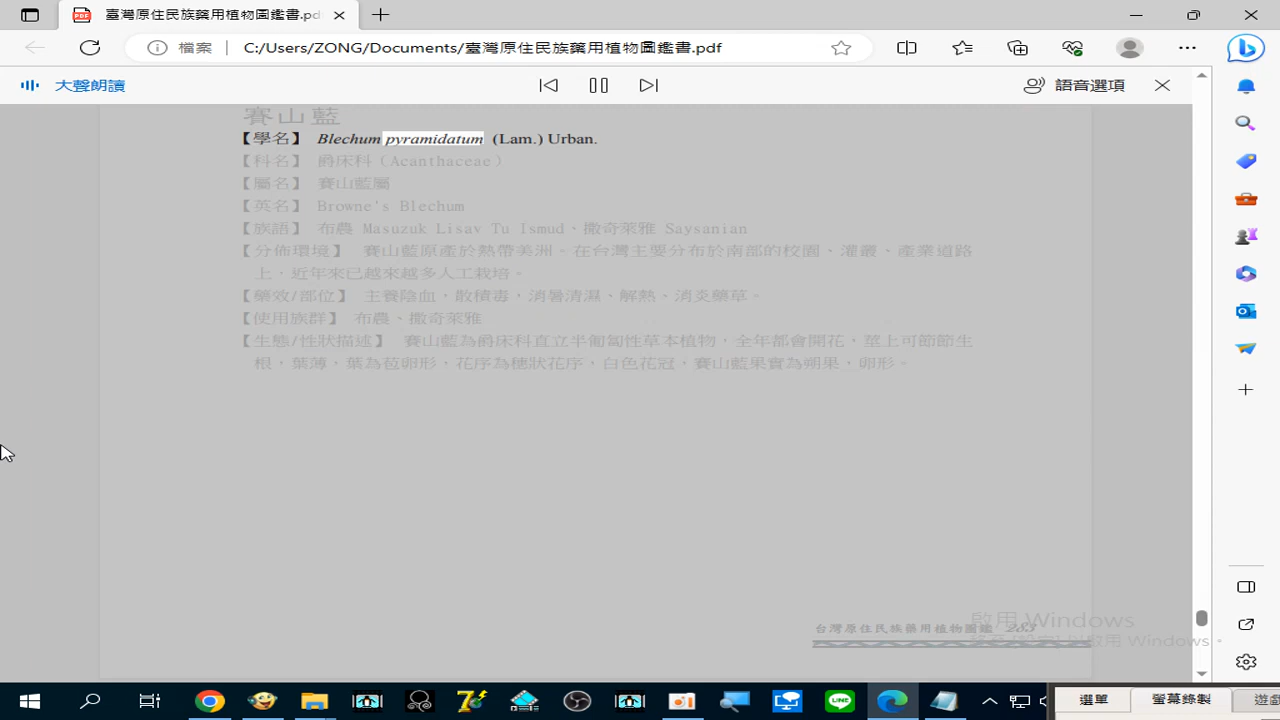 臺灣原住民族藥用植物圖鑑書.pd
檔案 C:/Users/ZONG/Documents/臺灣原住民族藥用植物圖鑑書.pdf
大聲朗讀
語音選項
賽山藍
【學名】 Blechum pyramidatum (Lam.) Urban.
【科名】 爵床科（Acanthaceae）
【屬名】 賽山藍屬
【英名】 Browne's Blechum
【族語】 布農 Masuzuk Lisav Tu Ismud、撒奇萊雅 Saysanian
【分佈環境】 賽山藍原產於熱帶美洲。在台灣主要分布於南部的校園、灌叢、產業道路
上，近年來已越來越多人工栽培。
【藥效/部位】 主養陰血，散積毒，消暑清濕、解熱、消炎藥草。
【使用族群】 布農、撒奇萊雅
【生態/性狀描述】 賽山藍為爵床科直立半匍匐性草本植物，全年都會開花，莖上可節節生
根，葉薄，葉為苞卵形，花序為穗狀花序，白色花冠，賽山藍果實為朔果，卵形。
台灣原住民族藥用植物圖鑑
啟用 Windows
啟用 Windows。
選單
螢幕錄製
遊戲